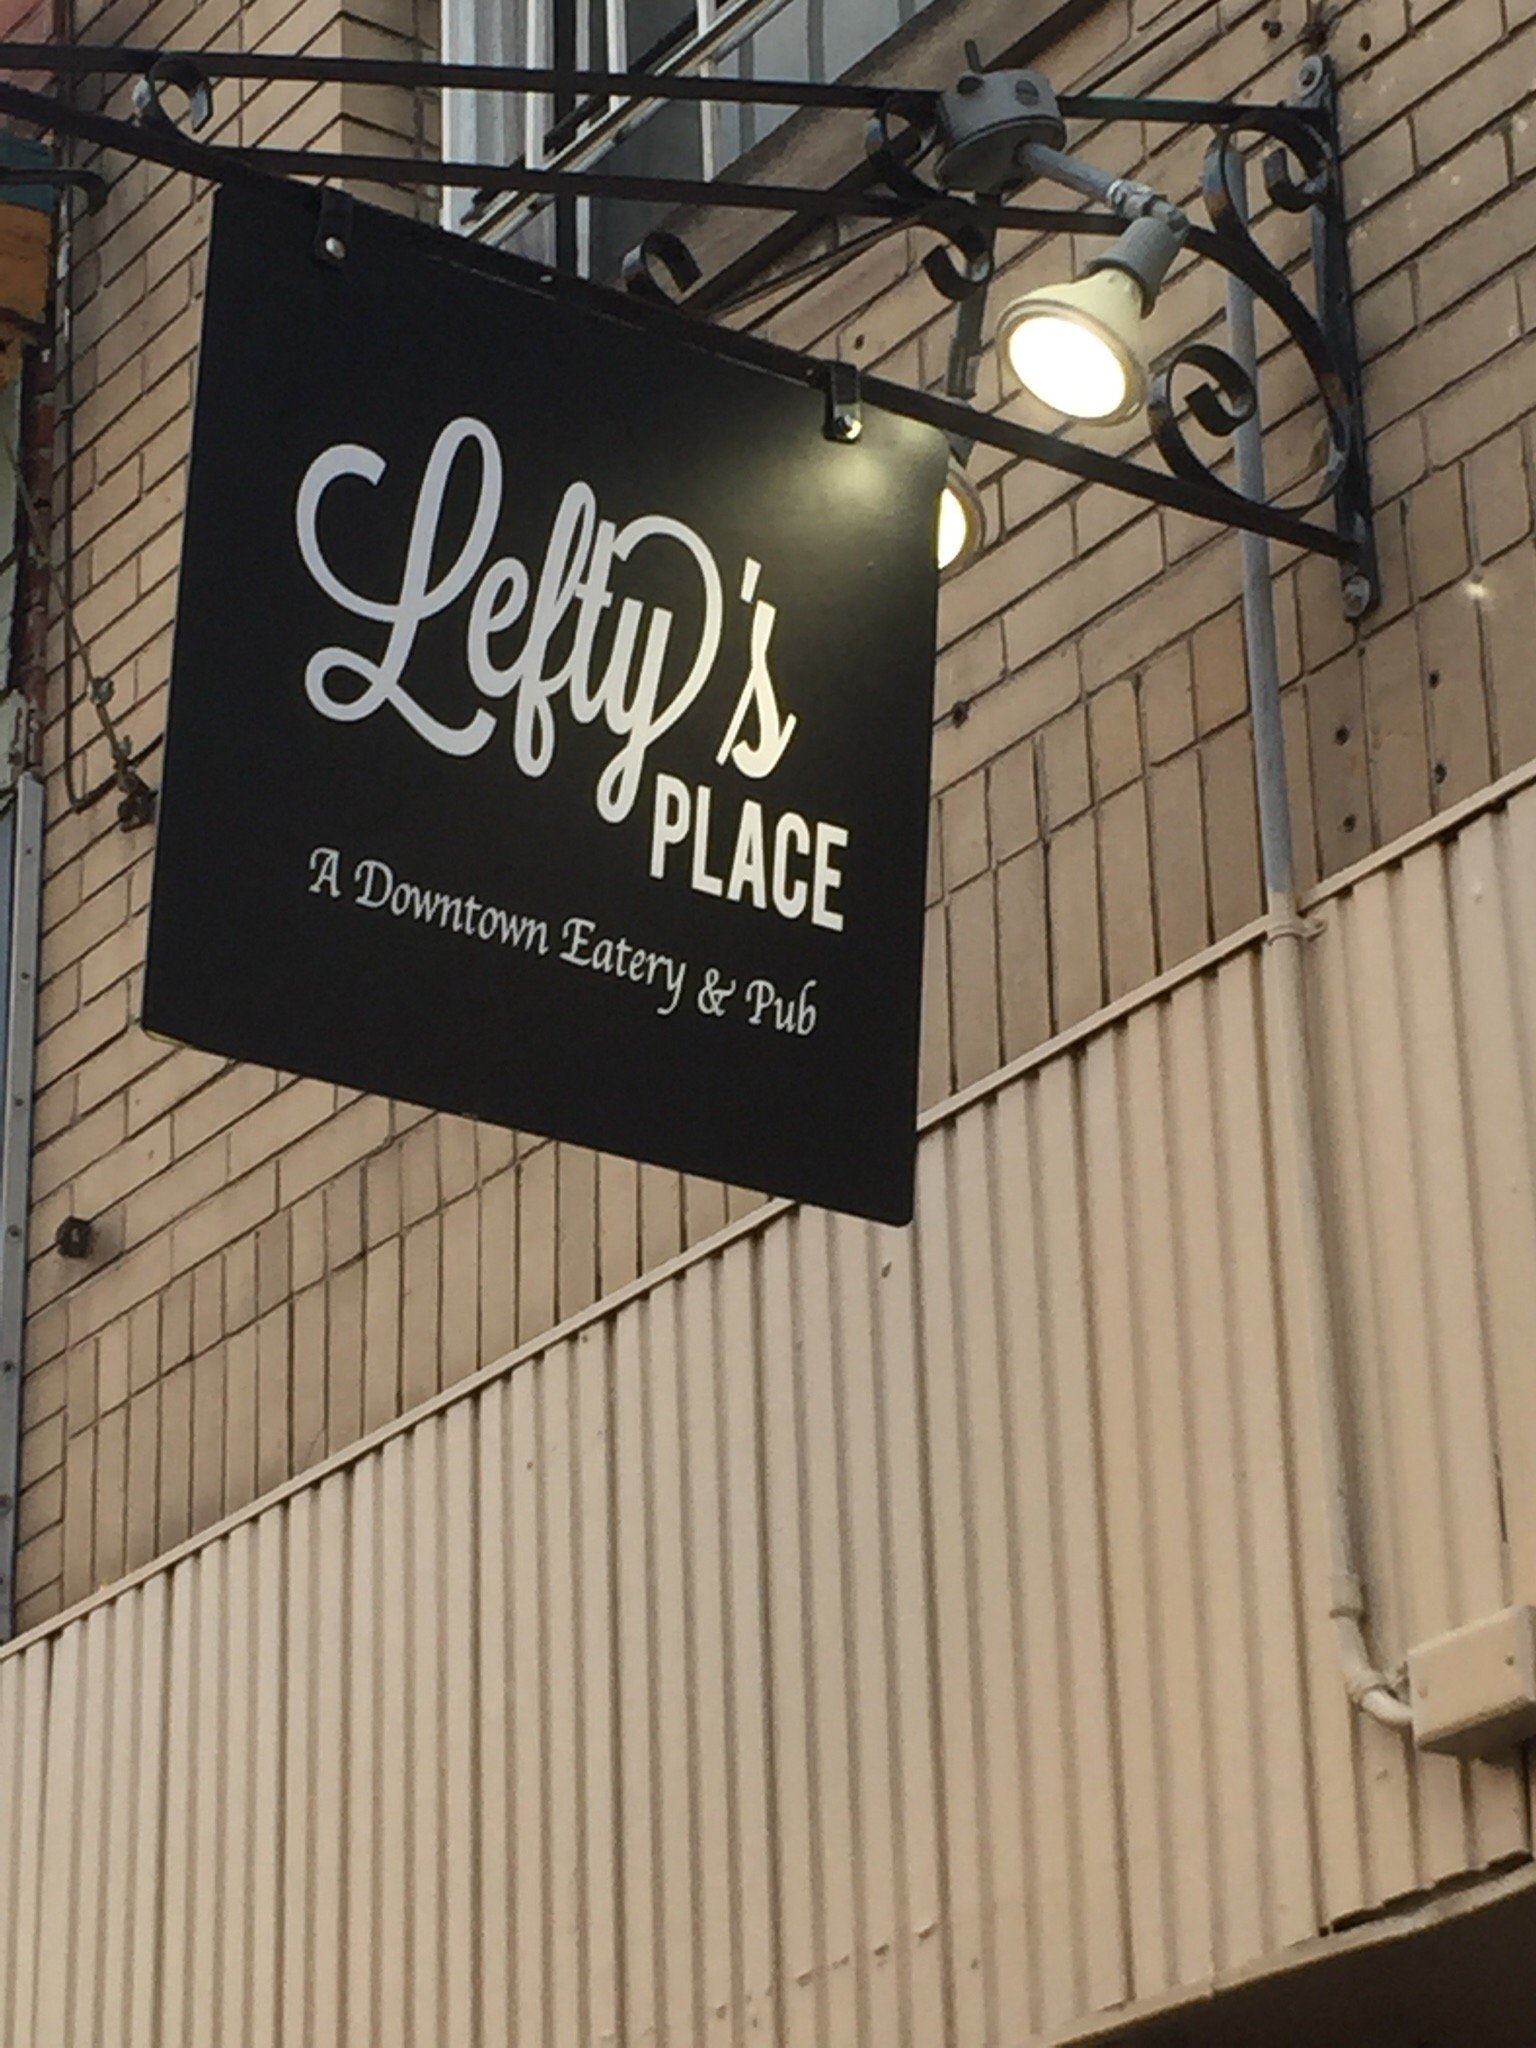 Lefty's
PLACE
A Downtown Eatery & Pub